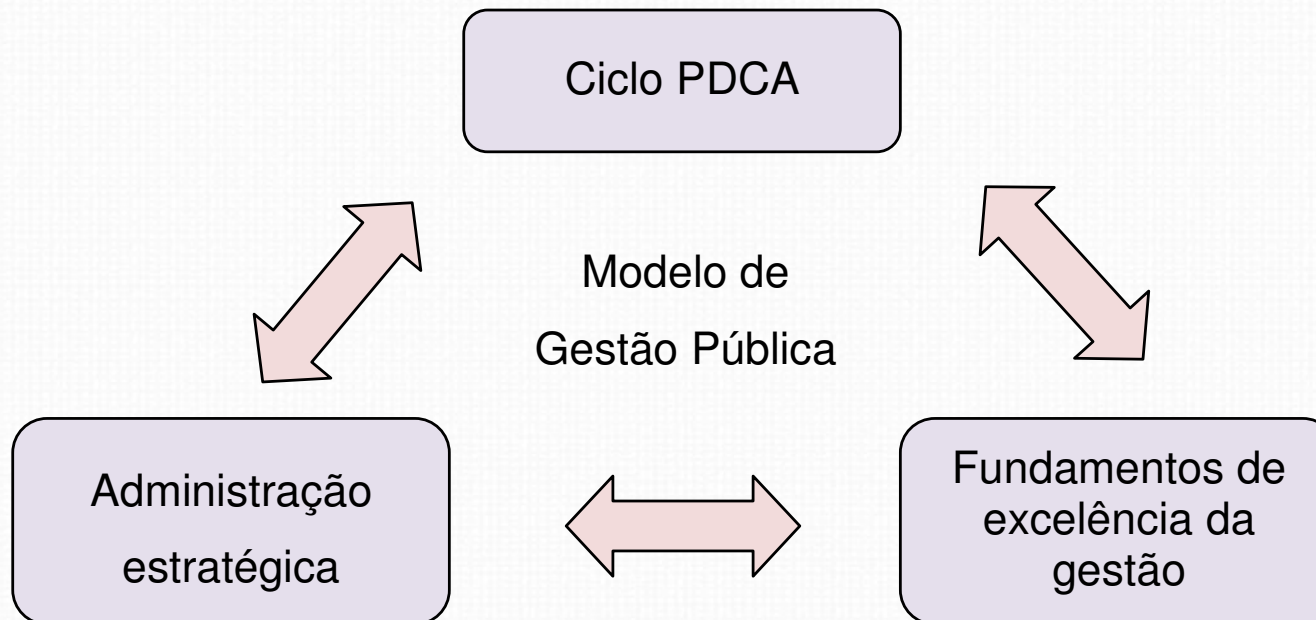 Ciclo PDCA
Modelo de
Gestão Pública
Administração
estratégica
Fundamentos de
excelência da
gestão